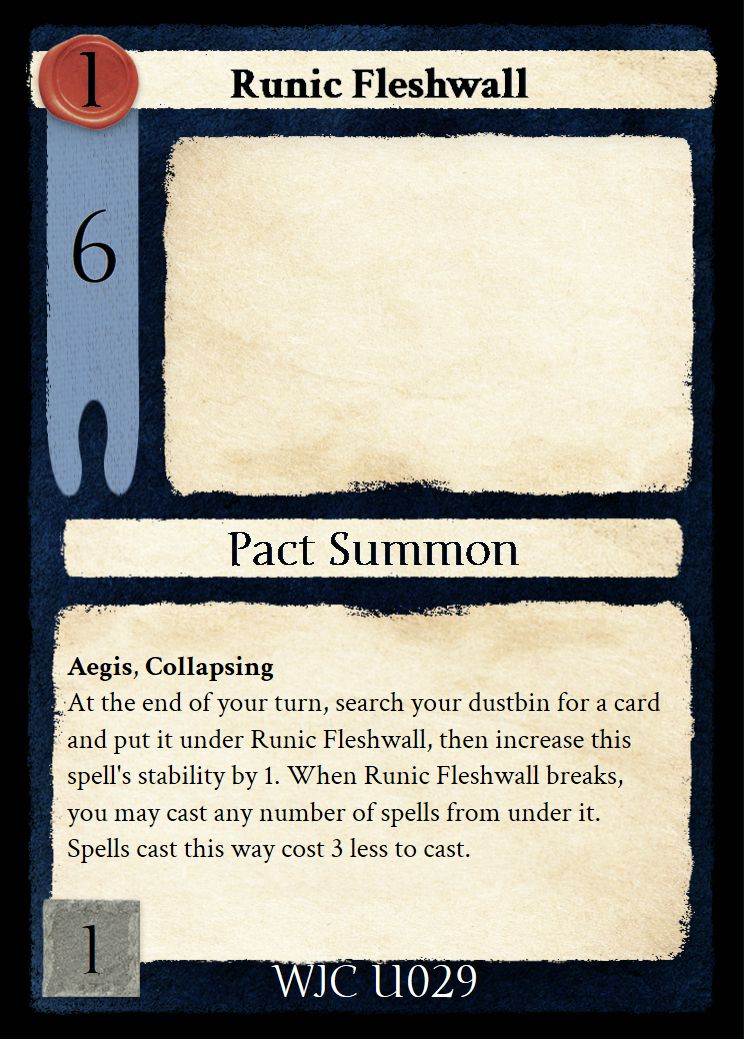 1
Runic Fleshwall
6
Pact Summon
Aegis, Collapsing
At the end of your turn, search your dustbin for a card
and put it under Runic Fleshwall, then increase this
spell's stability by 1. When Runic Fleshwall breaks,
you may cast any number of spells from under it.
Spells cast this way cost 3 less to cast.
1
WJC U029